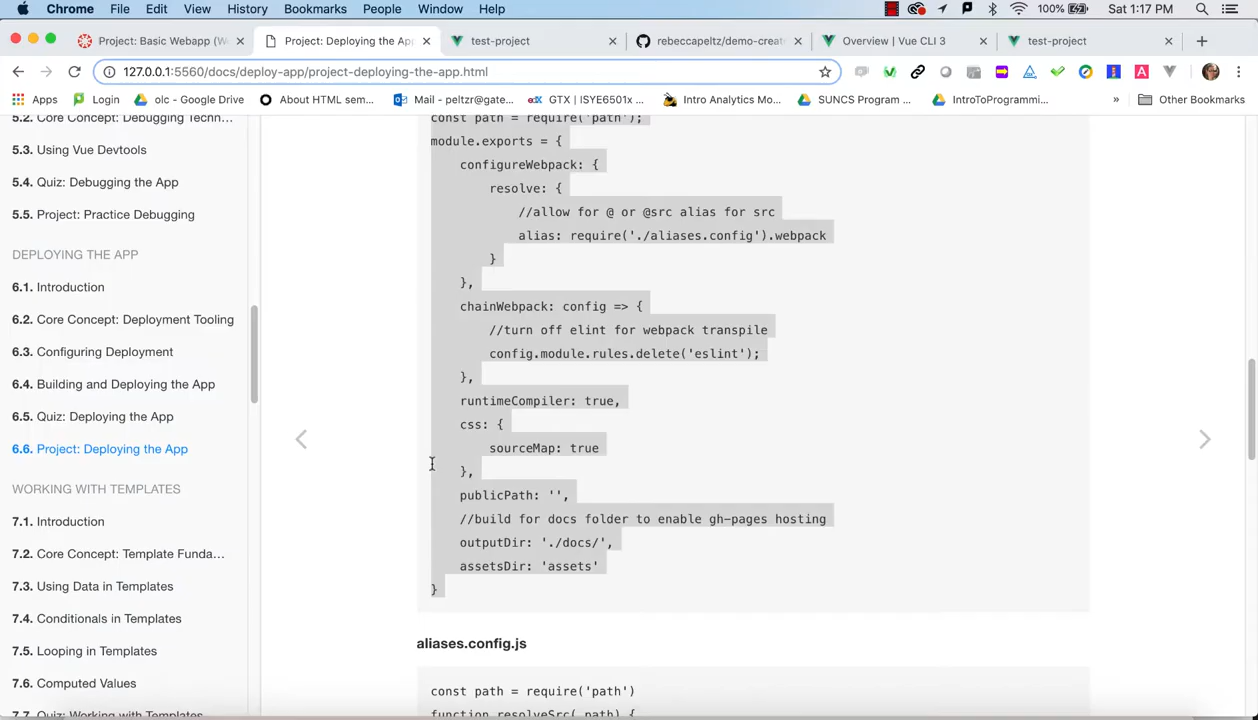 Chrome File Edit View History Bookmarks People Window Help 100% Sat 1:17 PM
Project: Basic Webapp (W
Project: Deploying the App
test-project
rebeccapeltz/demo-creat
Overview | Vue CLI 3
test-project
127.0.0.1:5560/docs/deploy-app/project-deploying-the-app.html
Apps Login olc - Google Drive About HTML sem... Mail - peltzr@gate... GTX | ISYE6501 x... Intro Analytics Mo... SUNCS Program ... IntroToProgrammi... » Other Bookmarks
5.2. Core Concept: Debugging Techn...
5.3. Using Vue Devtools
5.4. Quiz: Debugging the App
5.5. Project: Practice Debugging
DEPLOYING THE APP
6.1. Introduction
6.2. Core Concept: Deployment Tooling
6.3. Configuring Deployment
6.4. Building and Deploying the App
6.5. Quiz: Deploying the App
6.6. Project: Deploying the App
WORKING WITH TEMPLATES
7.1. Introduction
7.2. Core Concept: Template Funda...
7.3. Using Data in Templates
7.4. Conditionals in Templates
7.5. Looping in Templates
7.6. Computed Values
7.7. Quiz: Working with Templates
const path = require('path');
module.exports = {
configureWebpack: {
resolve: {
//allow for @ or @src alias for src
alias: require('./aliases.config').webpack
}
},
chainWebpack: config => {
//turn off elint for webpack transpile
config.module.rules.delete('eslint');
},
runtimeCompiler: true,
css: {
sourceMap: true
},
publicPath: '',
//build for docs folder to enable gh-pages hosting
outputDir: './docs/',
assetsDir: 'assets'
}
aliases.config.js
const path = require('path')
function resolveSrc(_path) {